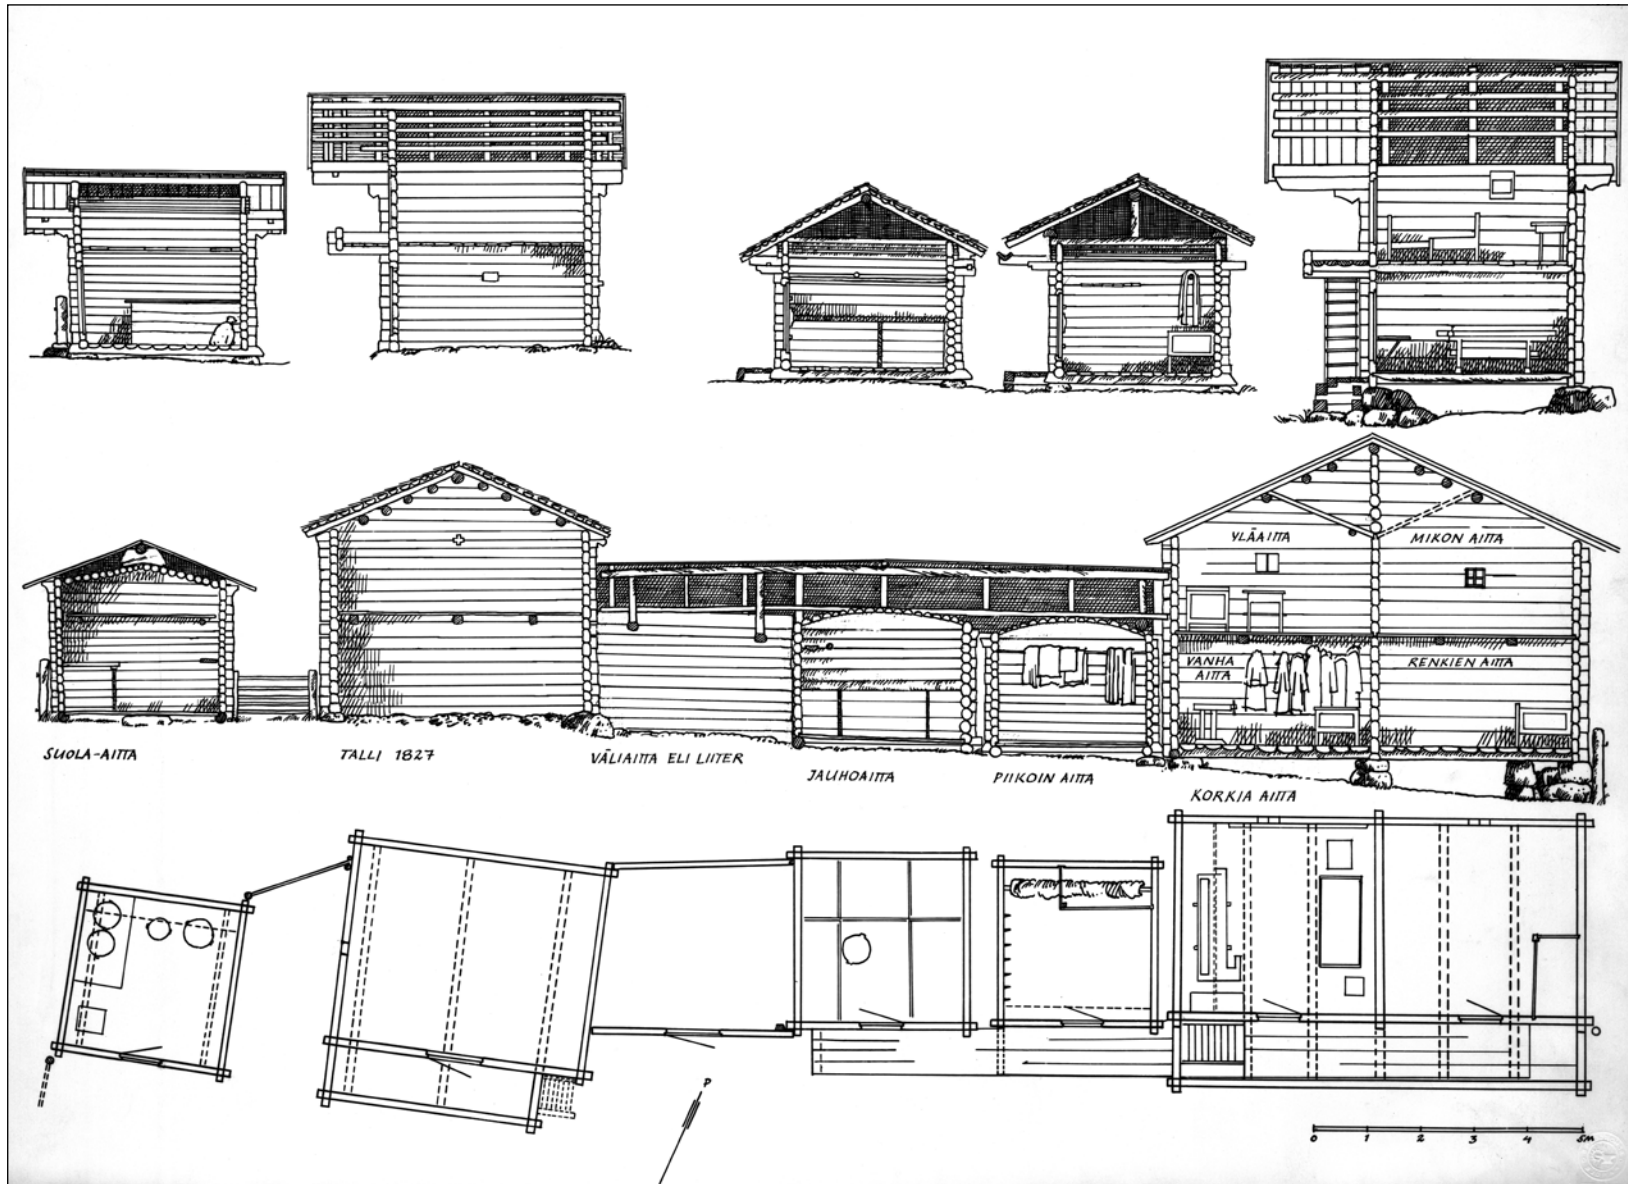 YLÄAITTA
MIKON AITTA
VANHA
AITTA
RENKIEN AITTA
SUOLA-AITTA
TALLI 1827
VÄLIAITTA ELI LIITER
JAUHOAITTA
PIIKOIN AITTA
KORKIA AITTA
P
0 1 2 3 4 5M